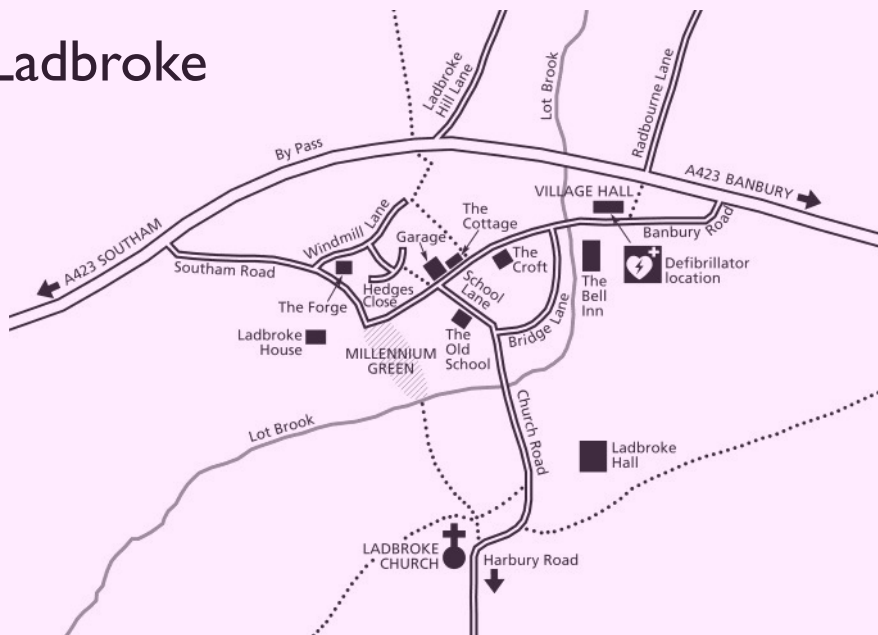 Ladbroke
Ladbroke
Hill Lane
Lot Brook
Radbourne Lane
By Pass
A423 BANBURY
VILLAGE HALL
A423 SOUTHAM
Windmill Lane
The
Cottage
Garage
Banbury
Road
Southam Road
The
Croft
School
Lane
Defibrillator
location
The
Bell
Inn
Hedges
Close
The Forge
Bridge Lane
Ladbroke
House
The
Old
School
MILLENNIUM
GREEN
Church Road
Lot Brook
Ladbroke
Hall
LADBROKE
CHURCH
Harbury Road